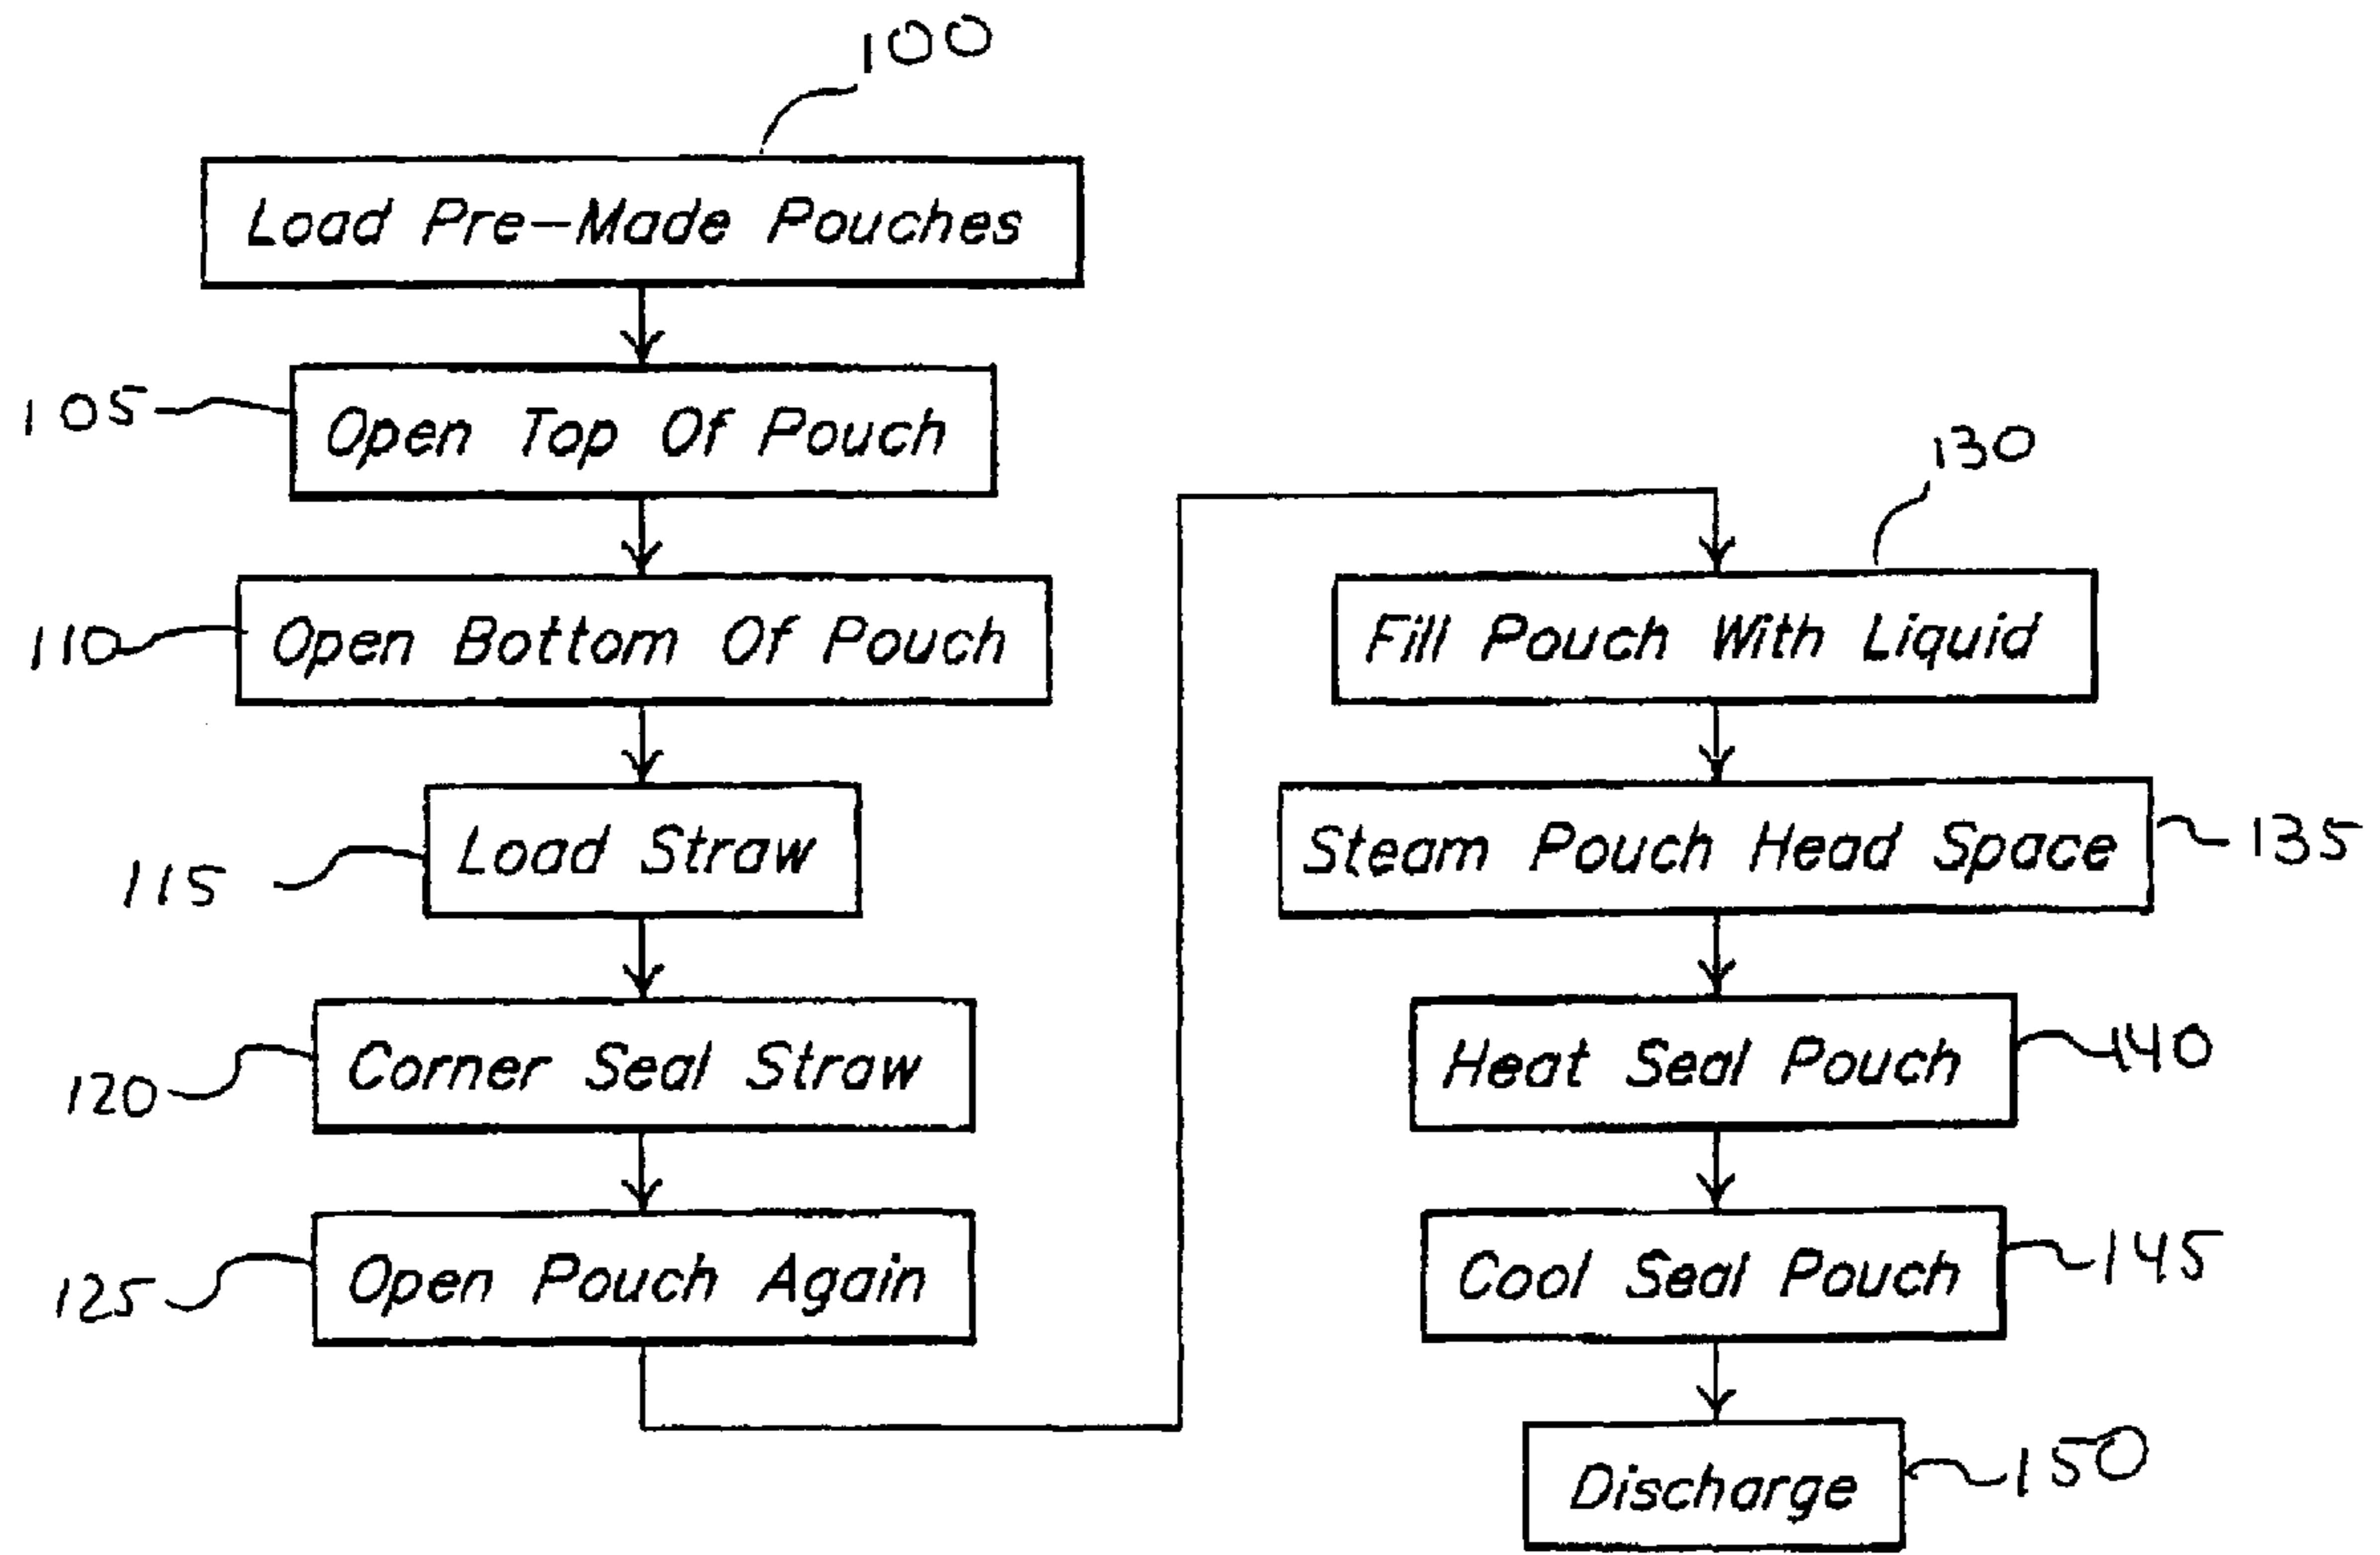 100
Load Pre-Made Pouches
105
Open Top Of Pouch
110
Open Bottom Of Pouch
115
Load Straw
120
Corner Seal Straw
125
Open Pouch Again
130
Fill Pouch With Liquid
Steam Pouch Head Space
135
Heat Seal Pouch
140
Cool Seal Pouch
145
Discharge
150